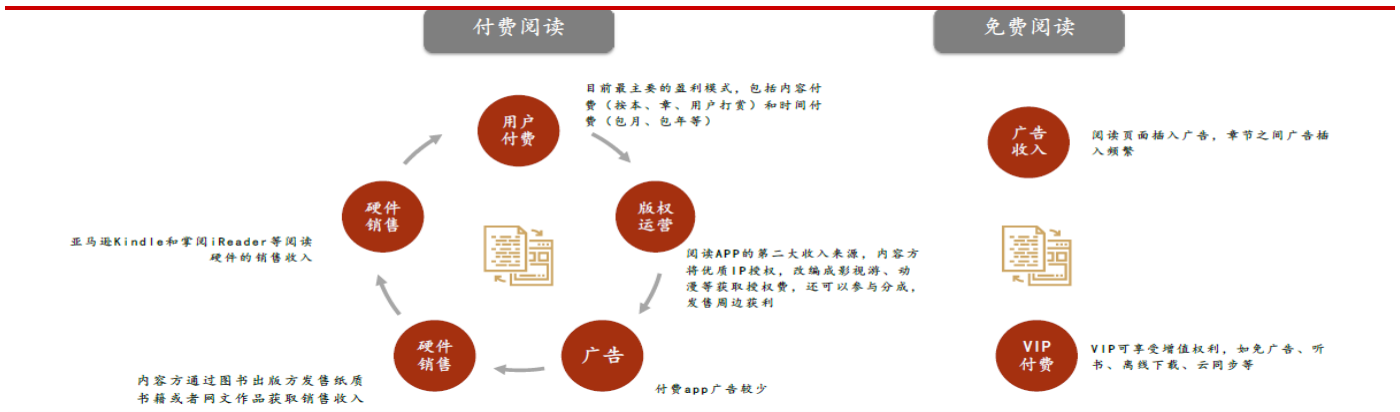 付费阅读
用户
付费
目前最主要的盈利模式，包括内容付
费（按本、章、用户打赏）和时间付
费（包月、包年等）
版权
运营
阅读APP的第二大收入来源，内容方
将优质IP授权，改编成影视游、动
漫等获取授权费，还可以参与分成，
发售周边获利
广告
付费app广告较少
硬件
销售
内容方通过图书出版方发售纸质
书籍或者网文作品获取销售收入
硬件
销售
亚马逊Kindle和掌阅iReader等阅读
硬件的销售收入
免费阅读
广告
收入
阅读页面插入广告，章节之间广告插
入频繁
VIP
付费
VIP可享受增值权利，如免广告、听
书、离线下载、云同步等